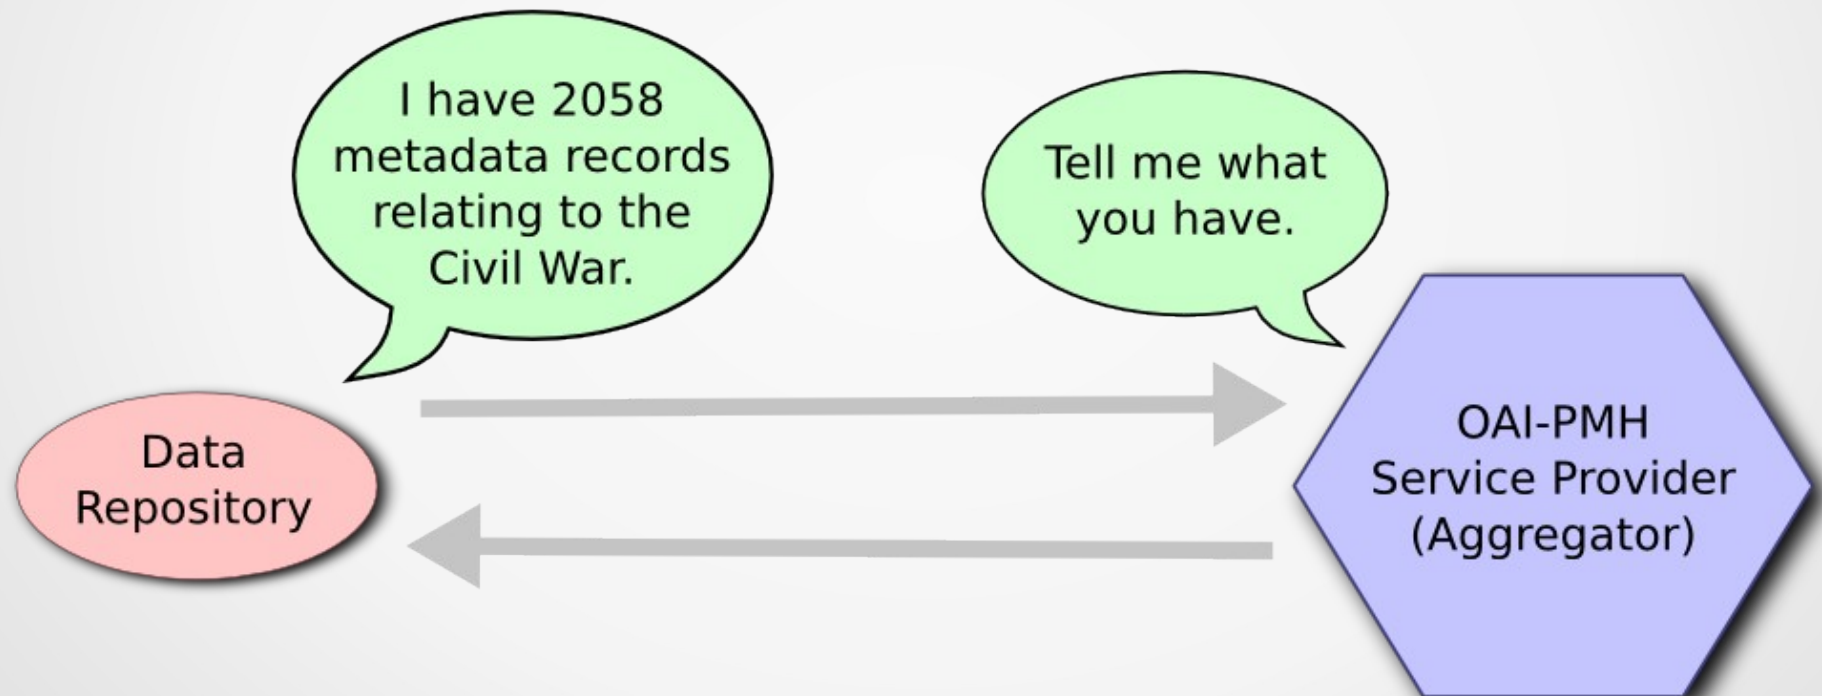 I have 2058
metadata records
relating to the
Civil War.
Tell me what
you have.
Data
Repository
OAI-PMH
Service Provider
(Aggregator)